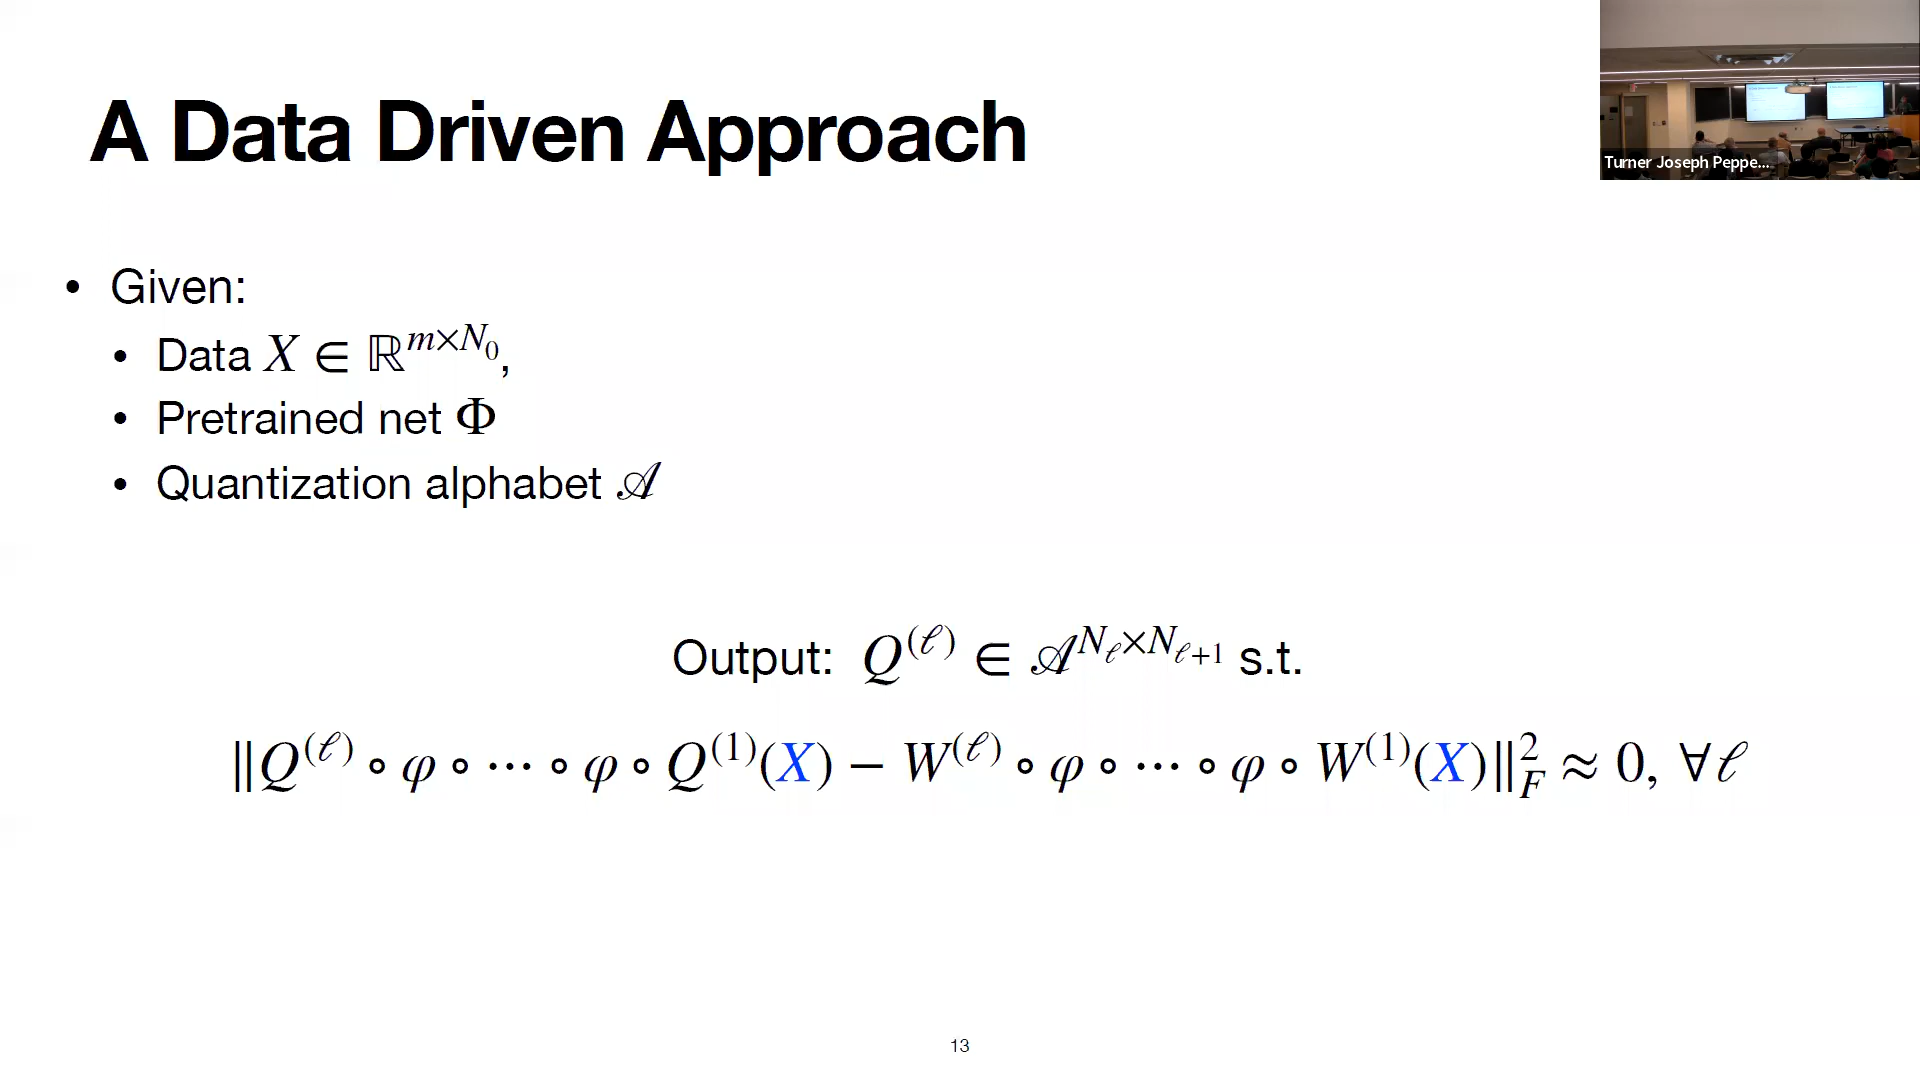 A Data Driven Approach
Turner Joseph Peppe...
• Given:
• Data X ∈ ℝ^{m×N_0},
• Pretrained net Φ
• Quantization alphabet 𝒜
Output: Q^{(ℓ)} ∈ 𝒜^{N_ℓ×N_{ℓ+1}} s.t.
‖Q^{(ℓ)} ∘ φ ∘ ⋯ ∘ φ ∘ Q^{(1)}(X) − W^{(ℓ)} ∘ φ ∘ ⋯ ∘ φ ∘ W^{(1)}(X)‖_F^2 ≈ 0, ∀ℓ
13